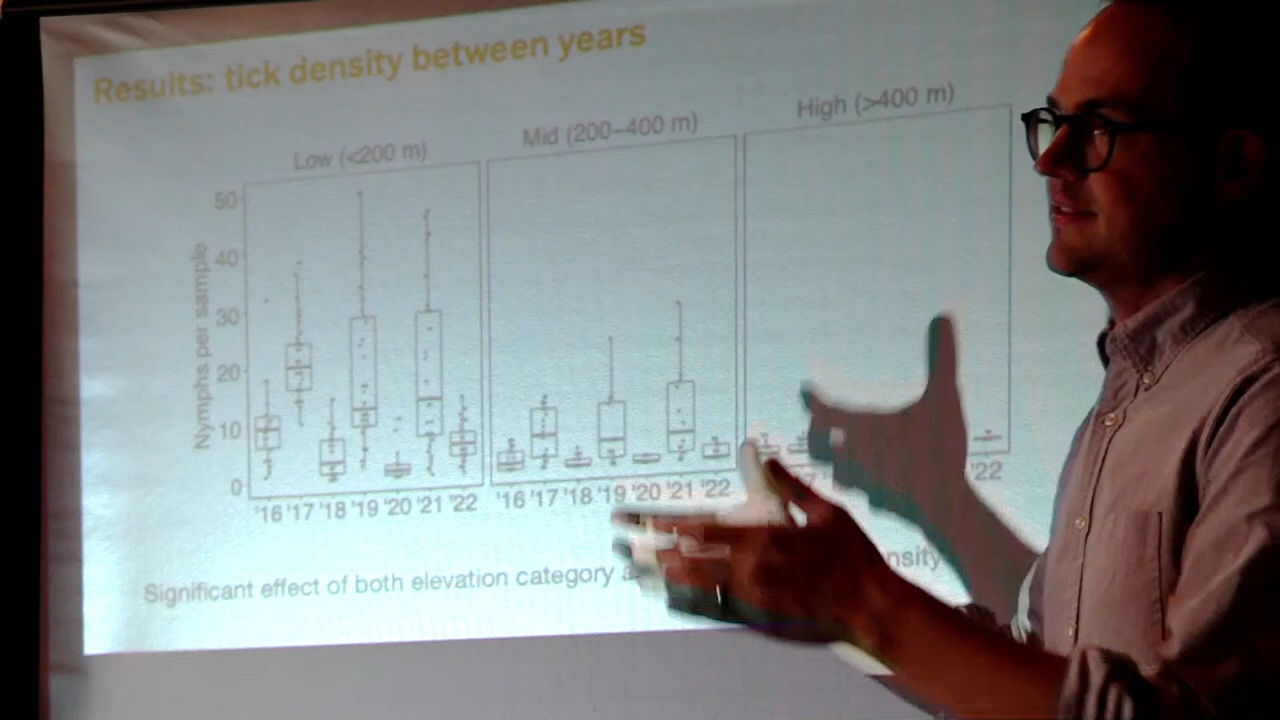 Results: tick density between years
Low (<200 m)
Mid (200–400 m)
High (>400 m)
Nymphs per sample
50
40
30
20
10
0
'16 '17 '18 '19 '20 '21 '22
'16 '17 '18 '19 '20 '21 '22
'22
Significant effect of both elevation category